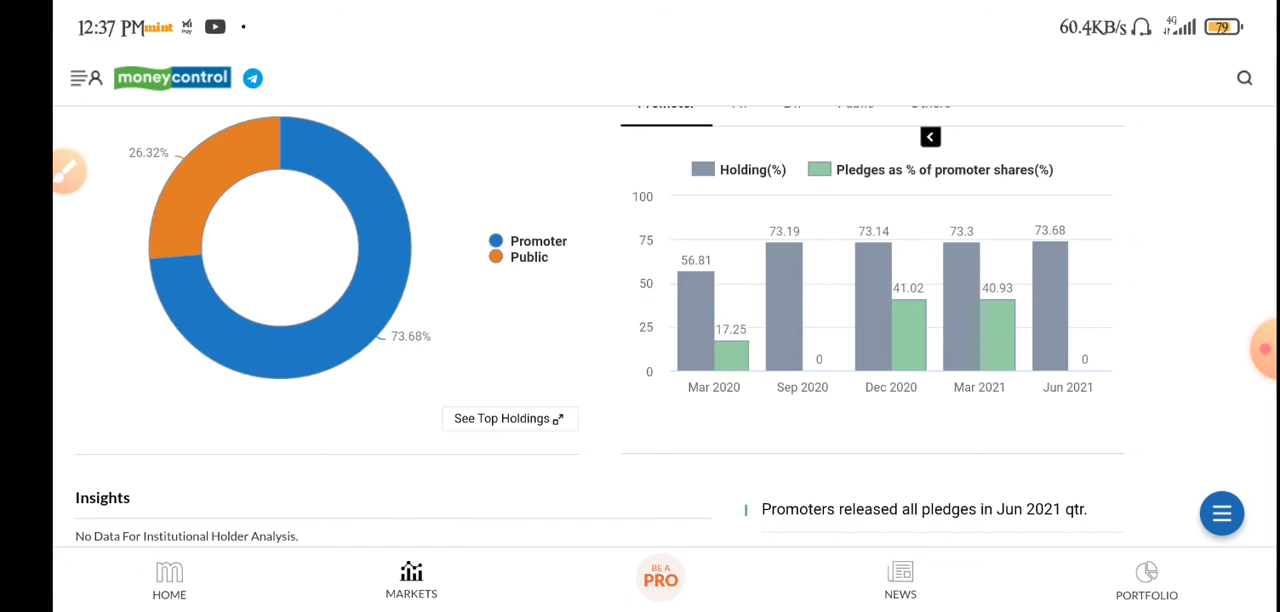 12:37 PM mint Pay
60.4KB/s 4G 79
moneycontrol
Promoter
26.32%
Promoter
Public
73.68%
See Top Holdings
Holding(%) Pledges as % of promoter shares(%)
100
75
50
25
0
56.81 73.19 73.14 73.3 73.68
17.25 0 41.02 40.93 0
Mar 2020 Sep 2020 Dec 2020 Mar 2021 Jun 2021
Insights
No Data For Institutional Holder Analysis.
Promoters released all pledges in Jun 2021 qtr.
HOME
MARKETS
BE A
PRO
NEWS
PORTFOLIO